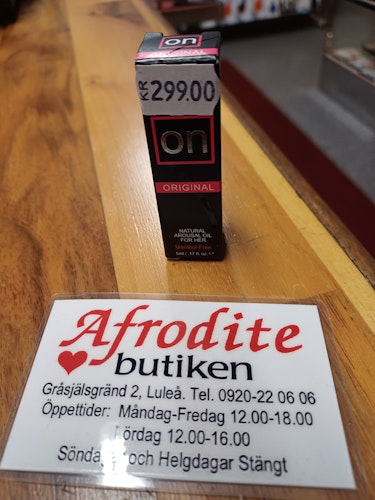 on
ORIGINAL
KR 299.00
on
ORIGINAL
NATURAL
AROUSAL OIL
FOR HER
Menthol-Free
5ml / .17 fl. oz. ℮
Afrodite
butiken
Gråsjälsgränd 2, Luleå. Tel. 0920-22 06 06
Öppettider: Måndag-Fredag 12.00-18.00
Lördag 12.00-16.00
och Helgdagar Stängt